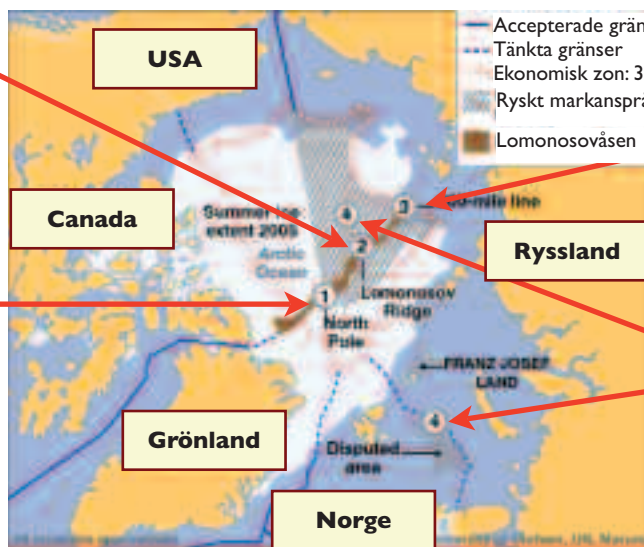 USA
Accepterade grän
Tänkta gränser
Ekonomisk zon: 3
Ryskt markansprå
Lomonosovåsen
Canada
Summer ice
extent 2005
Arctic
Ocean
4
3
-mile line
2
Ryssland
Lomonosov
Ridge
1
North
Pole
FRANZ JOSEF
LAND
Grönland
4
Disputed
area
Norge